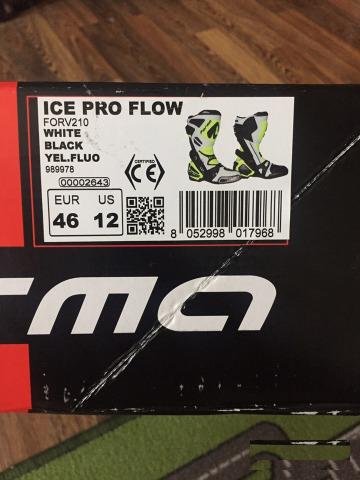 ICE PRO FLOW
FORV210
WHITE
BLACK
YEL.FLUO
989978
00002643
CERTIFIED
CE
EUR US
46 12
8 052998 017968